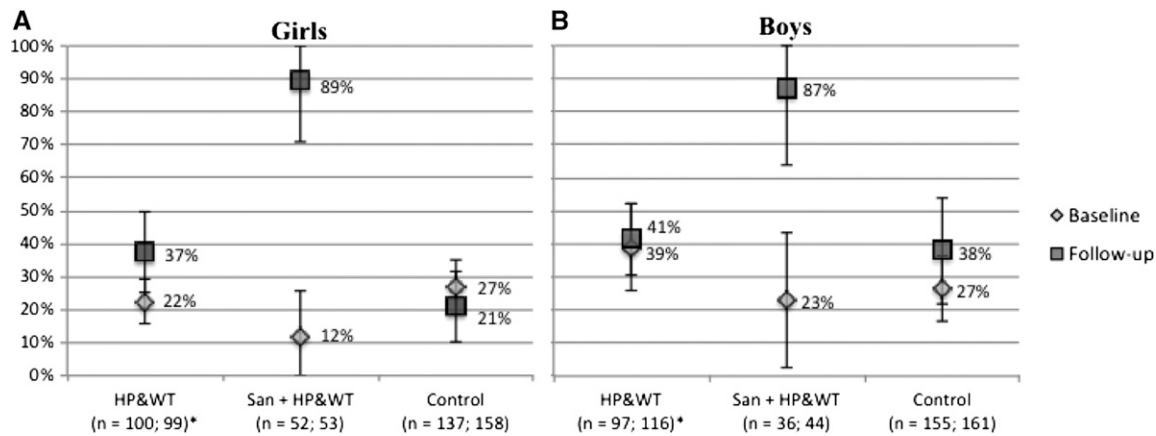 A
Girls
100%
90%
80%
70%
60%
50%
40%
30%
20%
10%
0%
89%
37%
22%
12%
27%
21%
HP&WT
(n = 100; 99)*
San + HP&WT
(n = 52; 53)
Control
(n = 137; 158)
B
Boys
87%
41%
39%
23%
38%
27%
HP&WT
(n = 97; 116)*
San + HP&WT
(n = 36; 44)
Control
(n = 155; 161)
Baseline
Follow-up